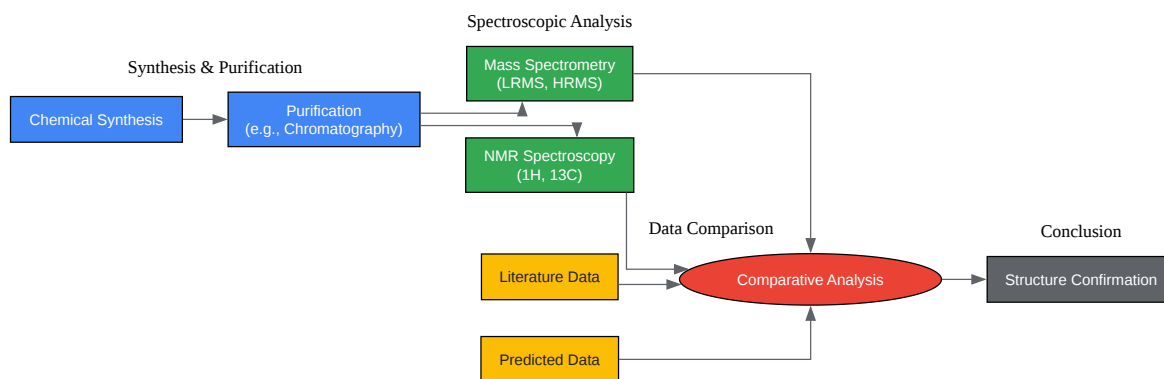 Spectroscopic Analysis
Synthesis & Purification
Mass Spectrometry
(LRMS, HRMS)
Chemical Synthesis
Purification
(e.g., Chromatography)
NMR Spectroscopy
(1H, 13C)
Data Comparison
Conclusion
Literature Data
Comparative Analysis
Structure Confirmation
Predicted Data